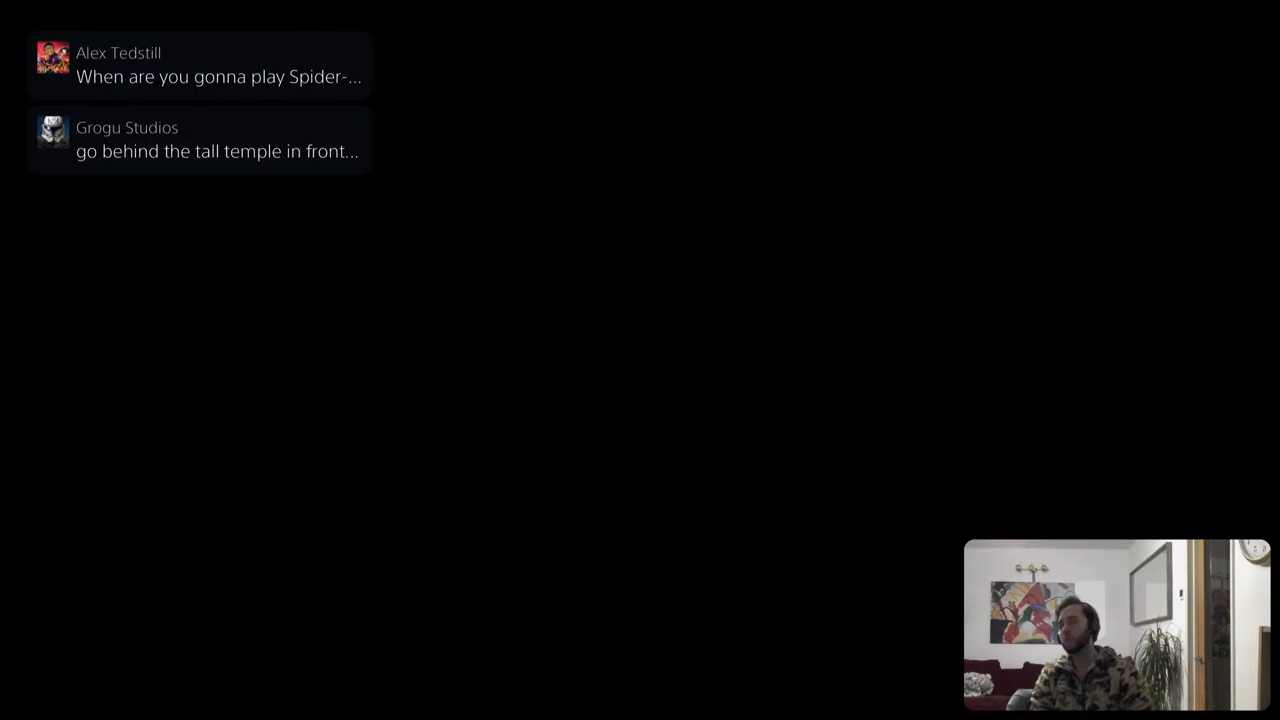 Alex Tedstill
When are you gonna play Spider-...
Grogu Studios
go behind the tall temple in front...